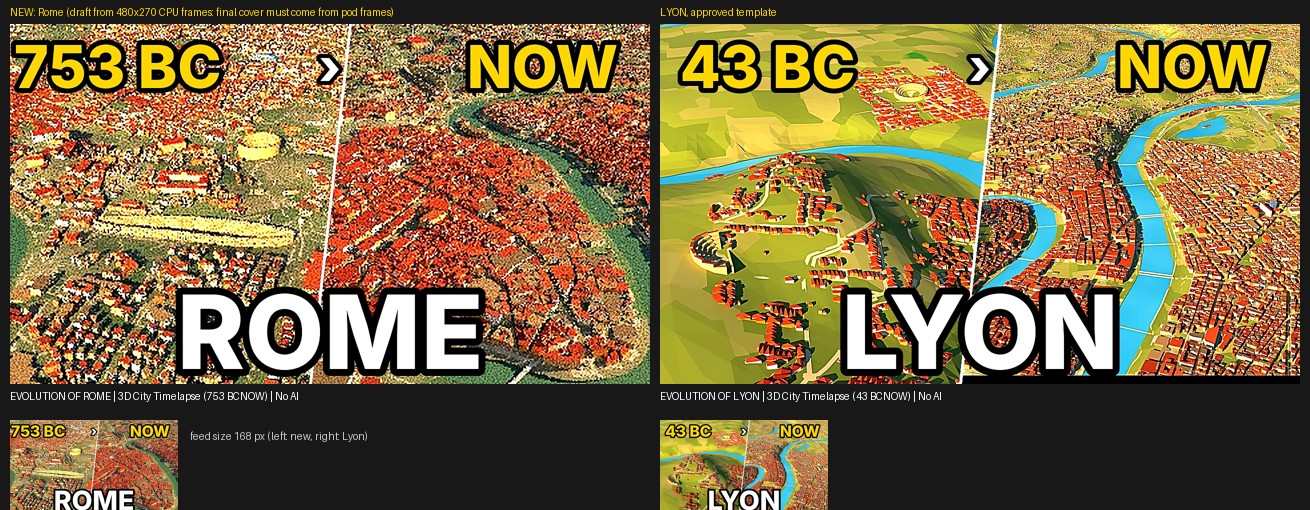 NEW: Rome (draft from 480x270 CPU frames: final cover must come from pod frames)
753 BC › NOW
ROME
EVOLUTION OF ROME | 3D City Timelapse (753 BCNOW) | No AI
753 BC › NOW
ROME
feed size 168 px (left: new, right: Lyon)
LYON, approved template
43 BC › NOW
LYON
EVOLUTION OF LYON | 3D City Timelapse (43 BCNOW) | No AI
43 BC › NOW
LYON